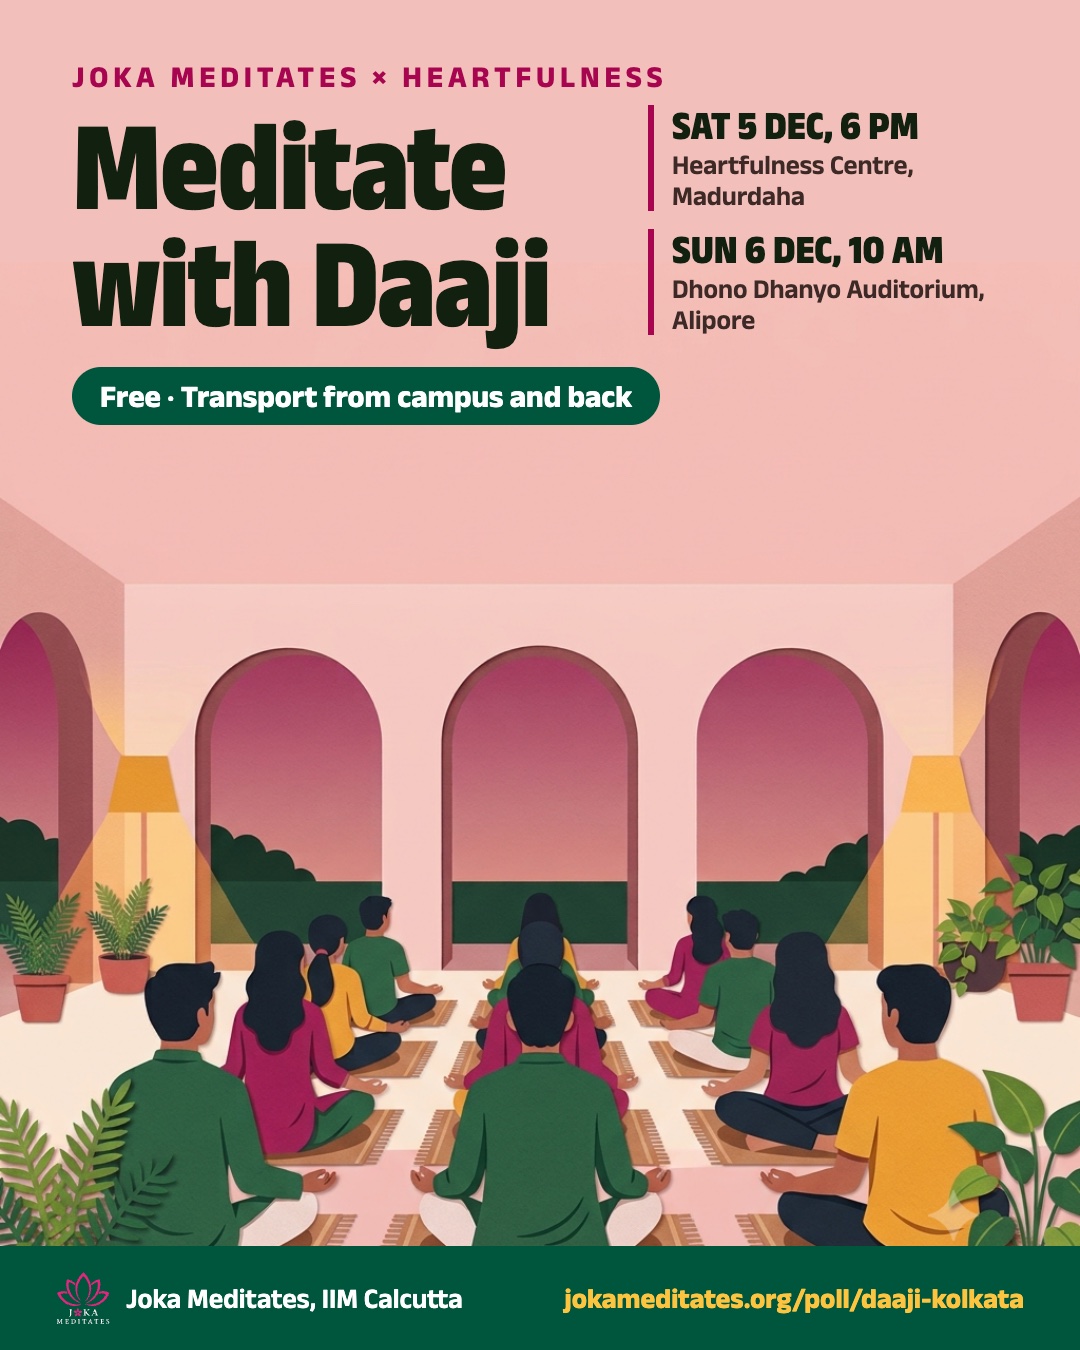 JOKA MEDITATES × HEARTFULNESS
Meditate
with Daaji
SAT 5 DEC, 6 PM
Heartfulness Centre,
Madurdaha
SUN 6 DEC, 10 AM
Dhono Dhanyo Auditorium,
Alipore
Free · Transport from campus and back
JOKA
MEDITATES
Joka Meditates, IIM Calcutta
jokameditates.org/poll/daaji-kolkata